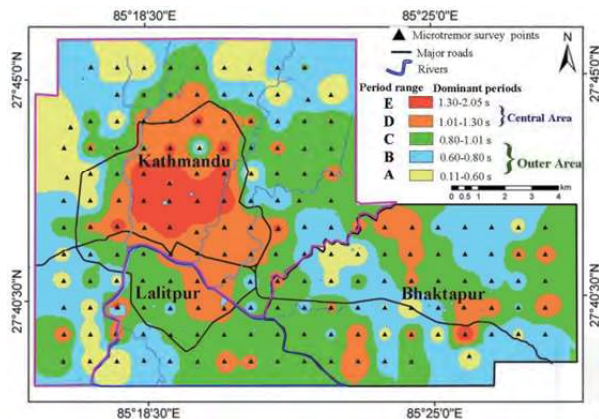 85°18'30"E
85°25'0"E
27°45'0"N
27°40'30"N
Microtremor survey points
Major roads
Rivers
N
Period range
Dominant periods
E 1.30-2.05 s
D 1.01-1.30 s
Central Area
C 0.80-1.01 s
B 0.60-0.80 s
Outer Area
A 0.11-0.60 s
0 0.5 1 2 3 4
km
Kathmandu
Lalitpur
Bhaktapur
27°45'0"N
27°40'30"N
85°18'30"E
85°25'0"E